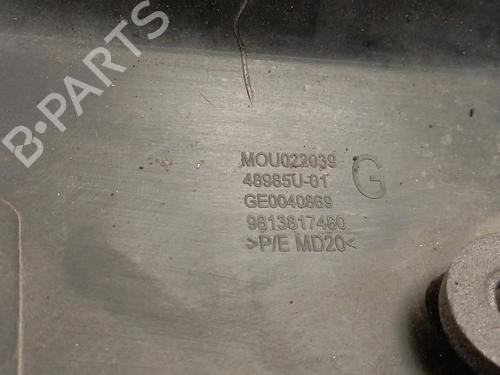 B-PARTS
MOU022039
48985U-01
G
GE0040869
9813817480
>P/E MD20<